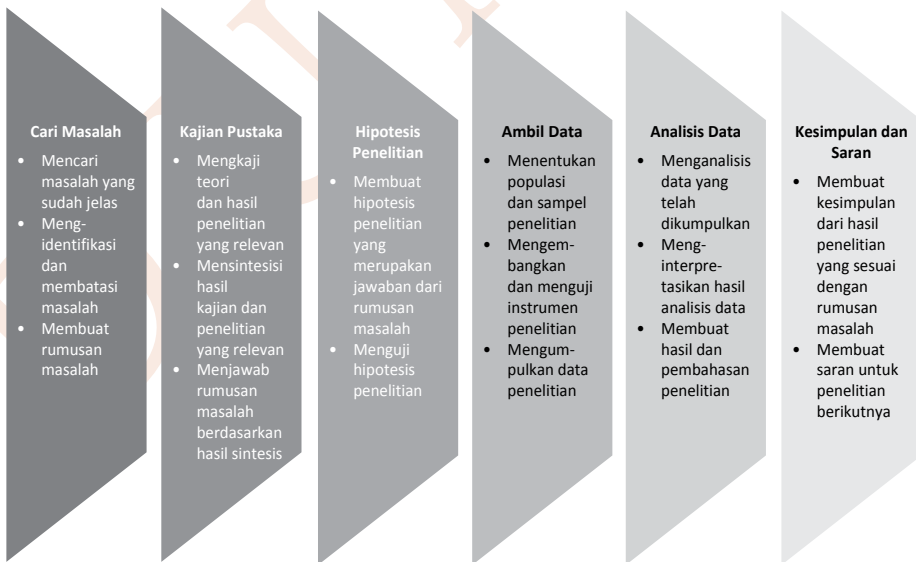 Cari Masalah
• Mencari
masalah yang
sudah jelas
• Meng-
identifikasi
dan
membatasi
masalah
• Membuat
rumusan
masalah
Kajian Pustaka
• Mengkaji
teori
dan hasil
penelitian
yang relevan
• Mensintesisi
hasil
kajian dan
penelitian
yang relevan
• Menjawab
rumusan
masalah
berdasarkan
hasil sintesis
Hipotesis
Penelitian
• Membuat
hipotesis
penelitian
yang
merupakan
jawaban dari
rumusan
masalah
• Menguji
hipotesis
penelitian
Ambil Data
• Menentukan
populasi
dan sampel
penelitian
• Mengem-
bangkan
dan menguji
instrumen
penelitian
• Mengum-
pulkan data
penelitian
Analisis Data
• Menganalisis
data yang
telah
dikumpulkan
• Meng-
interpre-
tasikan hasil
analisis data
• Membuat
hasil dan
pembahasan
penelitian
Kesimpulan dan
Saran
• Membuat
kesimpulan
dari hasil
penelitian
yang sesuai
dengan
rumusan
masalah
• Membuat
saran untuk
penelitian
berikutnya